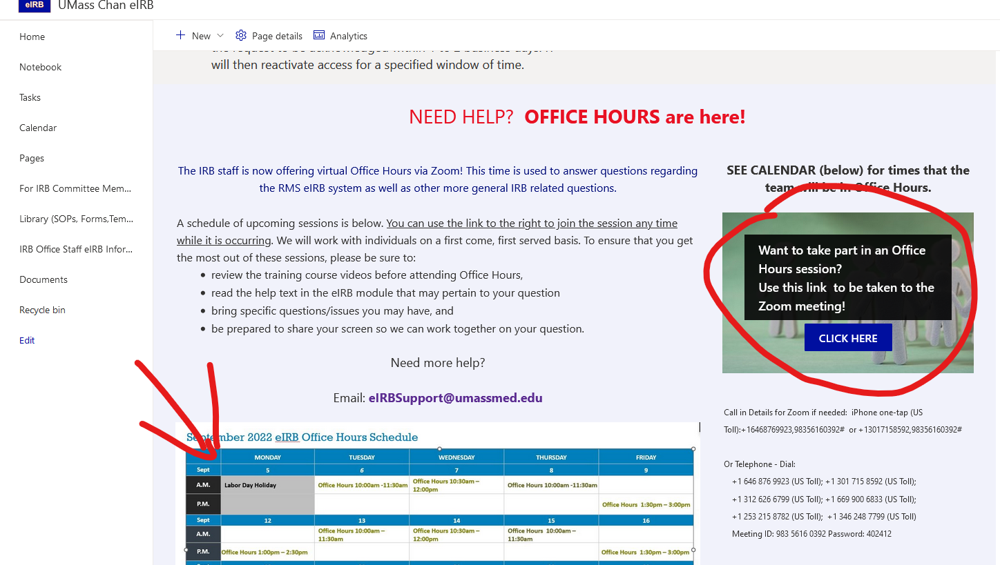 eIRB
UMass Chan eIRB
Home
Notebook
Tasks
Calendar
Pages
For IRB Committee Mem...
Library (SOPs, Forms,Tem...
IRB Office Staff eIRB Infor...
Documents
Recycle bin
Edit
New
Page details
Analytics
will then reactivate access for a specified window of time.
NEED HELP? OFFICE HOURS are here!
The IRB staff is now offering virtual Office Hours via Zoom! This time is used to answer questions regarding
the RMS eIRB system as well as other more general IRB related questions.
A schedule of upcoming sessions is below. You can use the link to the right to join the session any time
while it is occurring. We will work with individuals on a first come, first served basis. To ensure that you get
the most out of these sessions, please be sure to:
• review the training course videos before attending Office Hours,
• read the help text in the eIRB module that may pertain to your question
• bring specific questions/issues you may have, and
• be prepared to share your screen so we can work together on your question.
Need more help?
Email: eIRBSupport@umassmed.edu
SEE CALENDAR (below) for times that the
team will be in Office Hours.
Want to take part in an Office
Hours session?
Use this link to be taken to the
Zoom meeting!
CLICK HERE
Call in Details for Zoom if needed: iPhone one-tap (US
Toll):+16468769923,98356160392# or +13017158592,98356160392#
Or Telephone - Dial:
+1 646 876 9923 (US Toll); +1 301 715 8592 (US Toll);
+1 312 626 6799 (US Toll); +1 669 900 6833 (US Toll);
+1 253 215 8782 (US Toll); +1 346 248 7799 (US Toll)
Meeting ID: 983 5616 0392 Password: 402412
September 2022 eIRB Office Hours Schedule
MONDAY TUESDAY WEDNESDAY THURSDAY FRIDAY
Sept 5 6 7 8 9
A.M. Labor Day Holiday Office Hours 10:00am -11:30am Office Hours 10:30am – 12:00pm Office Hours 10:00am -11:30am
P.M. Office Hours 1:30pm – 3:00pm
Sept 12 13 14 15 16
A.M. Office Hours 10:00am – 11:30am Office Hours 10:30am – 12:00pm Office Hours 10:00am – 11:30am
P.M. Office Hours 1:00pm – 2:30pm Office Hours 1:30pm – 3:00pm